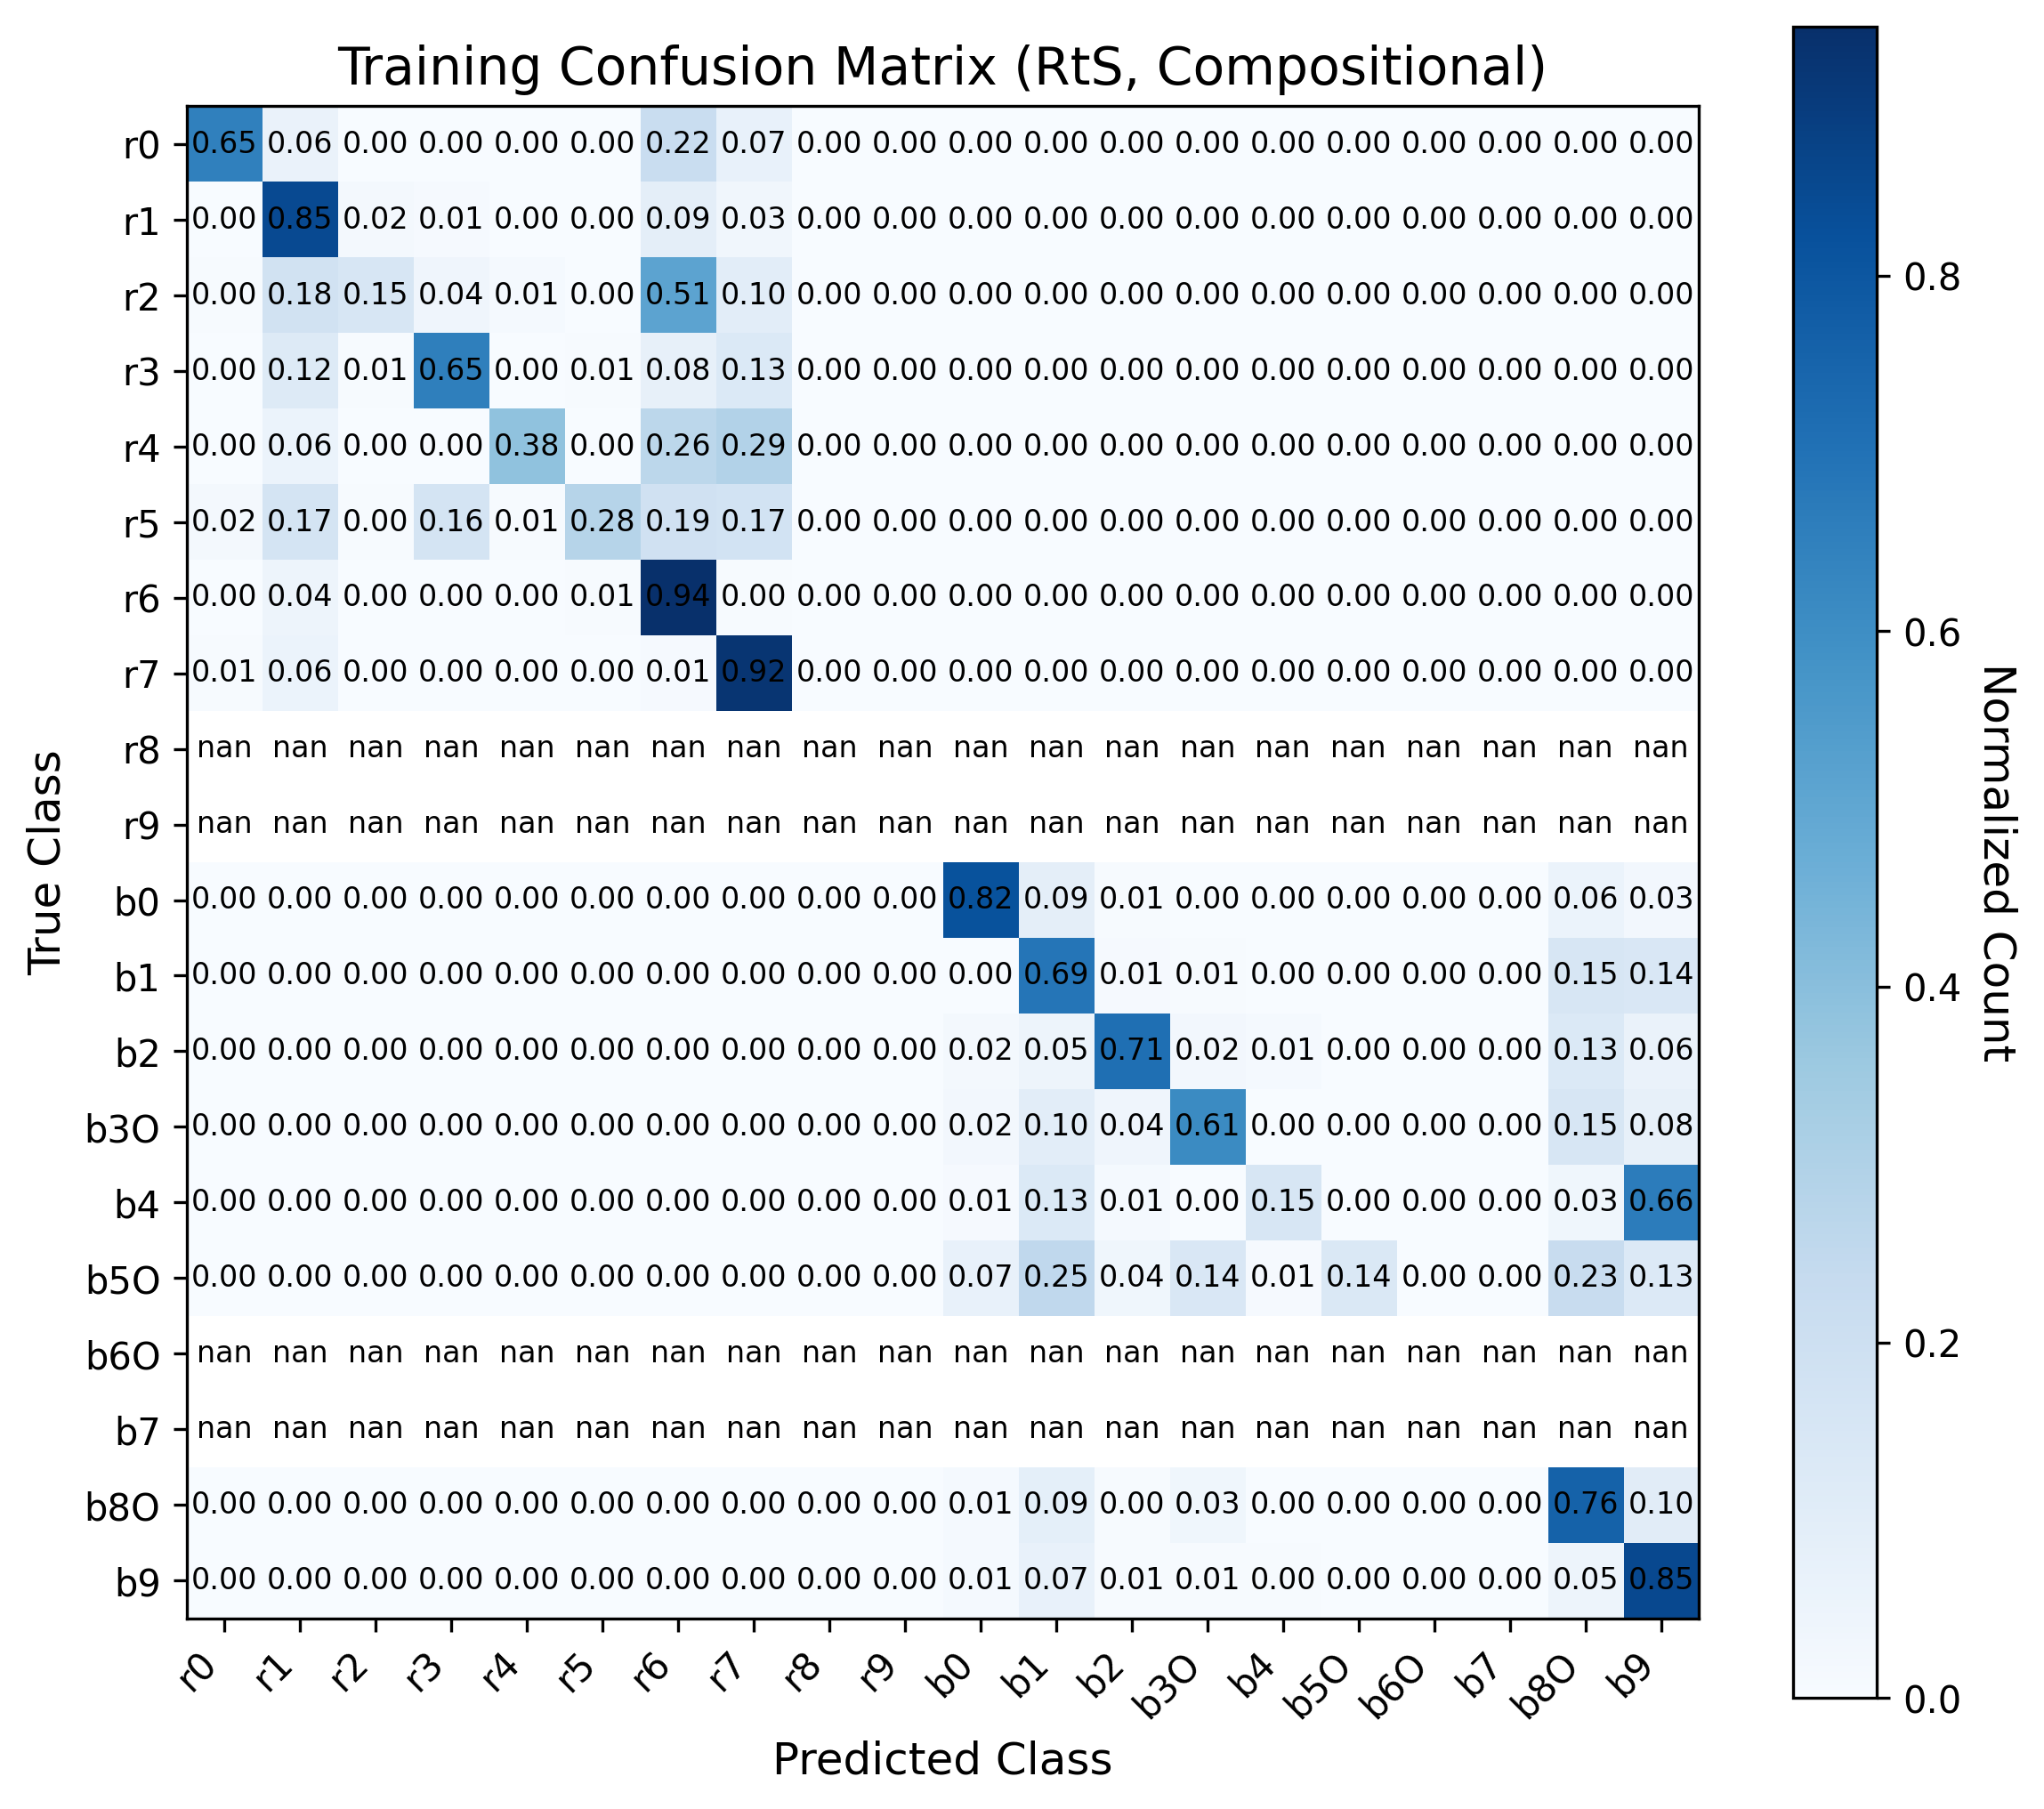 Training Confusion Matrix (RtS, Compositional)
r0 0.65 0.06 0.00 0.00 0.00 0.00 0.22 0.07 0.00 0.00 0.00 0.00 0.00 0.00 0.00 0.00 0.00 0.00 0.00 0.00
r1 0.00 0.85 0.02 0.01 0.00 0.00 0.09 0.03 0.00 0.00 0.00 0.00 0.00 0.00 0.00 0.00 0.00 0.00 0.00 0.00
r2 0.00 0.18 0.15 0.04 0.01 0.00 0.51 0.10 0.00 0.00 0.00 0.00 0.00 0.00 0.00 0.00 0.00 0.00 0.00 0.00
r3 0.00 0.12 0.01 0.65 0.00 0.01 0.08 0.13 0.00 0.00 0.00 0.00 0.00 0.00 0.00 0.00 0.00 0.00 0.00 0.00
r4 0.00 0.06 0.00 0.00 0.38 0.00 0.26 0.29 0.00 0.00 0.00 0.00 0.00 0.00 0.00 0.00 0.00 0.00 0.00 0.00
r5 0.02 0.17 0.00 0.16 0.01 0.28 0.19 0.17 0.00 0.00 0.00 0.00 0.00 0.00 0.00 0.00 0.00 0.00 0.00 0.00
r6 0.00 0.04 0.00 0.00 0.00 0.01 0.94 0.00 0.00 0.00 0.00 0.00 0.00 0.00 0.00 0.00 0.00 0.00 0.00 0.00
r7 0.01 0.06 0.00 0.00 0.00 0.00 0.01 0.92 0.00 0.00 0.00 0.00 0.00 0.00 0.00 0.00 0.00 0.00 0.00 0.00
r8 nan nan nan nan nan nan nan nan nan nan nan nan nan nan nan nan nan nan nan nan
r9 nan nan nan nan nan nan nan nan nan nan nan nan nan nan nan nan nan nan nan nan
b0 0.00 0.00 0.00 0.00 0.00 0.00 0.00 0.00 0.00 0.00 0.82 0.09 0.01 0.00 0.00 0.00 0.00 0.00 0.06 0.03
b1 0.00 0.00 0.00 0.00 0.00 0.00 0.00 0.00 0.00 0.00 0.00 0.69 0.01 0.01 0.00 0.00 0.00 0.00 0.15 0.14
b2 0.00 0.00 0.00 0.00 0.00 0.00 0.00 0.00 0.00 0.00 0.02 0.05 0.71 0.02 0.01 0.00 0.00 0.00 0.13 0.06
b3O 0.00 0.00 0.00 0.00 0.00 0.00 0.00 0.00 0.00 0.00 0.02 0.10 0.04 0.61 0.00 0.00 0.00 0.00 0.15 0.08
b4 0.00 0.00 0.00 0.00 0.00 0.00 0.00 0.00 0.00 0.00 0.01 0.13 0.01 0.00 0.15 0.00 0.00 0.00 0.03 0.66
b5O 0.00 0.00 0.00 0.00 0.00 0.00 0.00 0.00 0.00 0.00 0.07 0.25 0.04 0.14 0.01 0.14 0.00 0.00 0.23 0.13
b6O nan nan nan nan nan nan nan nan nan nan nan nan nan nan nan nan nan nan nan nan
b7 nan nan nan nan nan nan nan nan nan nan nan nan nan nan nan nan nan nan nan nan
b8O 0.00 0.00 0.00 0.00 0.00 0.00 0.00 0.00 0.00 0.00 0.01 0.09 0.00 0.03 0.00 0.00 0.00 0.00 0.76 0.10
b9 0.00 0.00 0.00 0.00 0.00 0.00 0.00 0.00 0.00 0.00 0.01 0.07 0.01 0.01 0.00 0.00 0.00 0.00 0.05 0.85
r0 r1 r2 r3 r4 r5 r6 r7 r8 r9 b0 b1 b2 b3O b4 b5O b6O b7 b8O b9
Predicted Class
True Class
0.8
0.6
0.4
0.2
0.0
Normalized Count